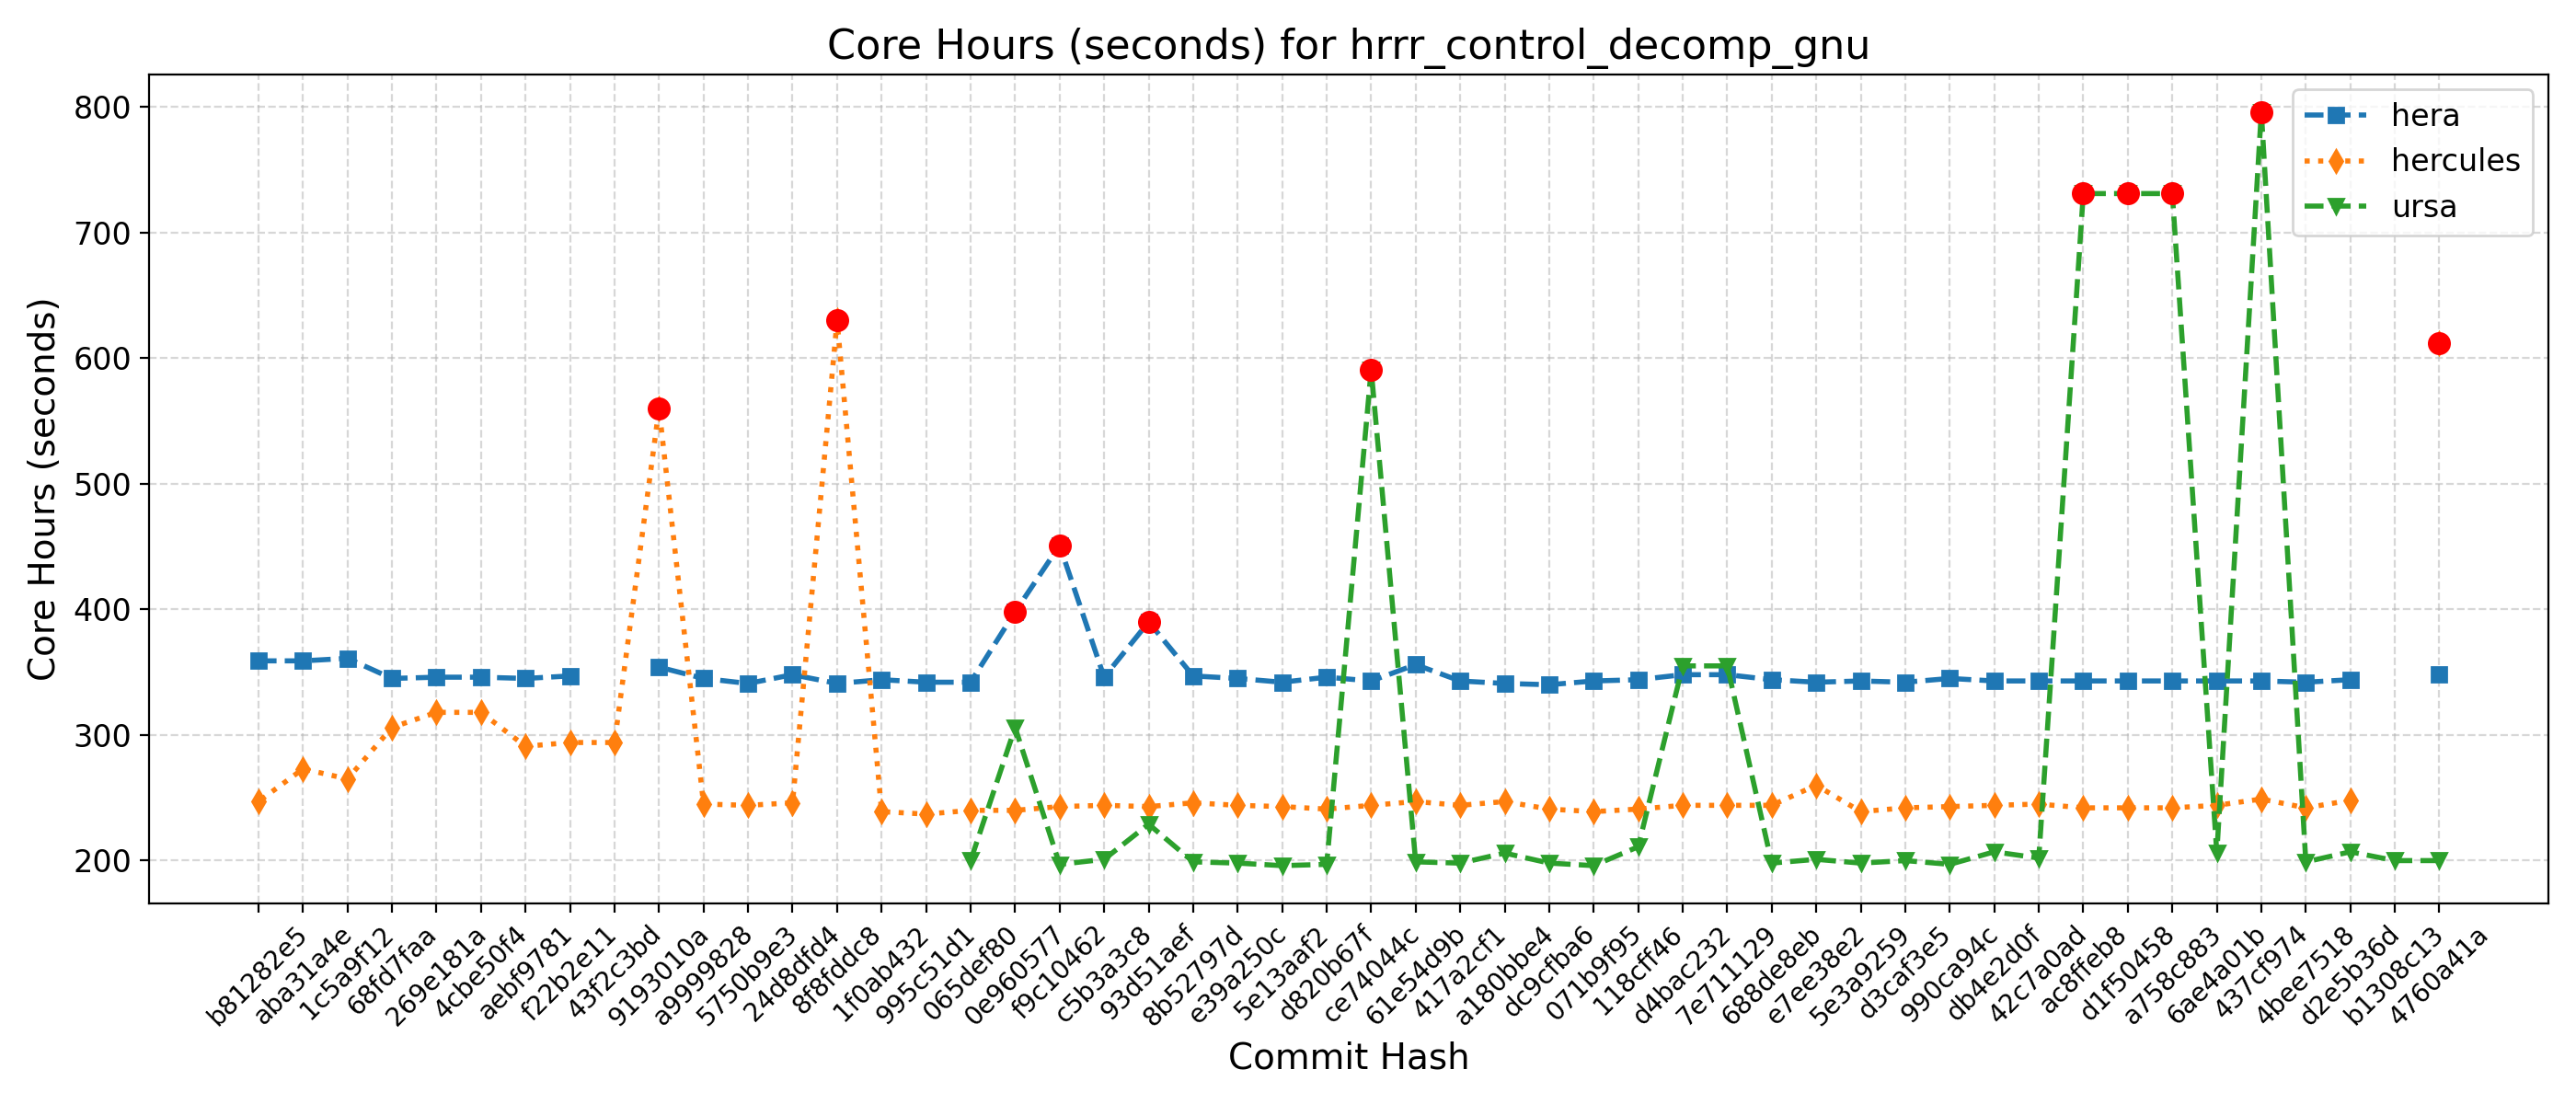 Core Hours (seconds) for hrrr_control_decomp_gnu
800
700
600
500
400
300
200
Core Hours (seconds)
hera
hercules
ursa
b81282e5
aba31a4e
1c5a9f12
68fd7faa
269e181a
4cbe50f4
aebf9781
f22b2e11
43f2c3bd
9193010a
a9999828
5750b9e3
24d8dfd4
8f8fddc8
1f0ab432
995c51d1
065def80
0e960577
f9c10462
c5b3a3c8
93d51aef
8b52797d
e39a250c
5e13aaf2
d820b67f
ce74044c
61e54d9b
417a2cf1
a180bbe4
dc9cfba6
071b9f95
118cff46
d4bac232
7e711129
688de8eb
e7ee38e2
5e3a9259
d3caf3e5
990ca94c
db4e2d0f
42c7a0ad
ac8ffeb8
d1f50458
a758c883
6ae4a01b
437cf974
4bee7518
d2e5b36d
b1308c13
4760a41a
Commit Hash